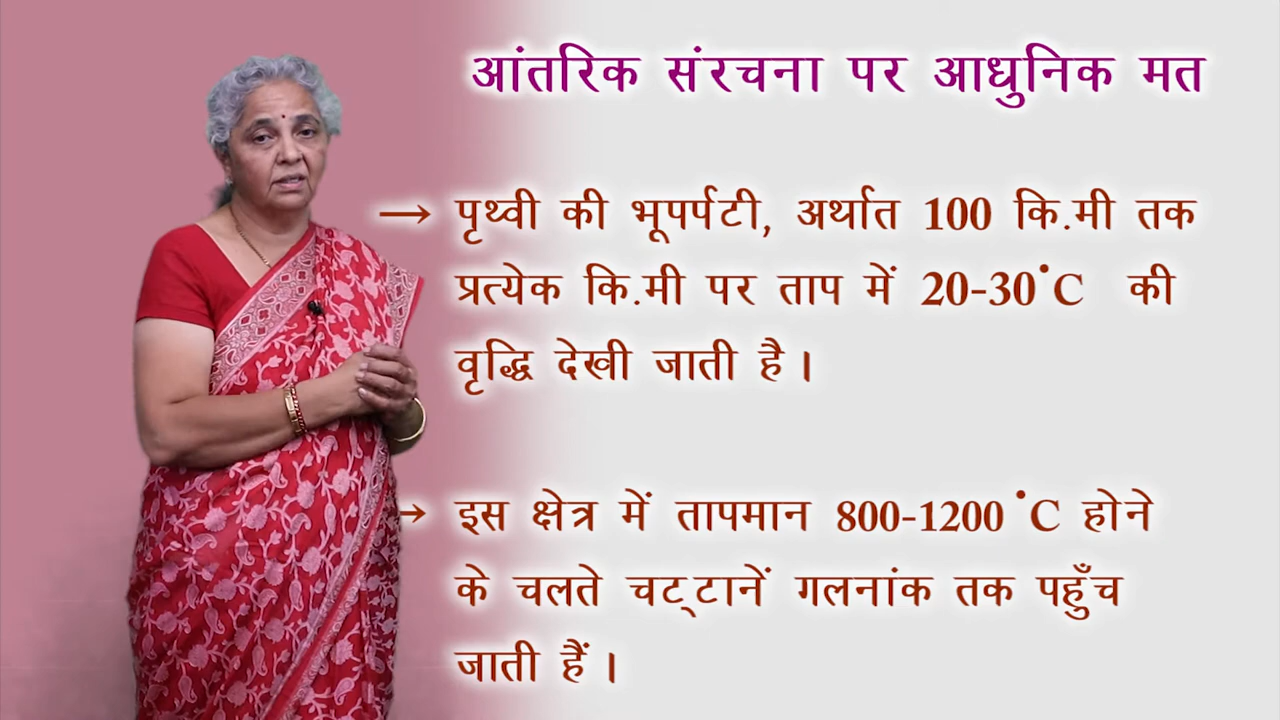 आंतरिक संरचना पर आधुनिक मत
→ पृथ्वी की भूपर्पटी, अर्थात 100 कि.मी तक
प्रत्येक कि.मी पर ताप में 20-30°C की
वृद्धि देखी जाती है।
→ इस क्षेत्र में तापमान 800-1200 °C होने
के चलते चट्टानें गलनांक तक पहुँच
जाती हैं।